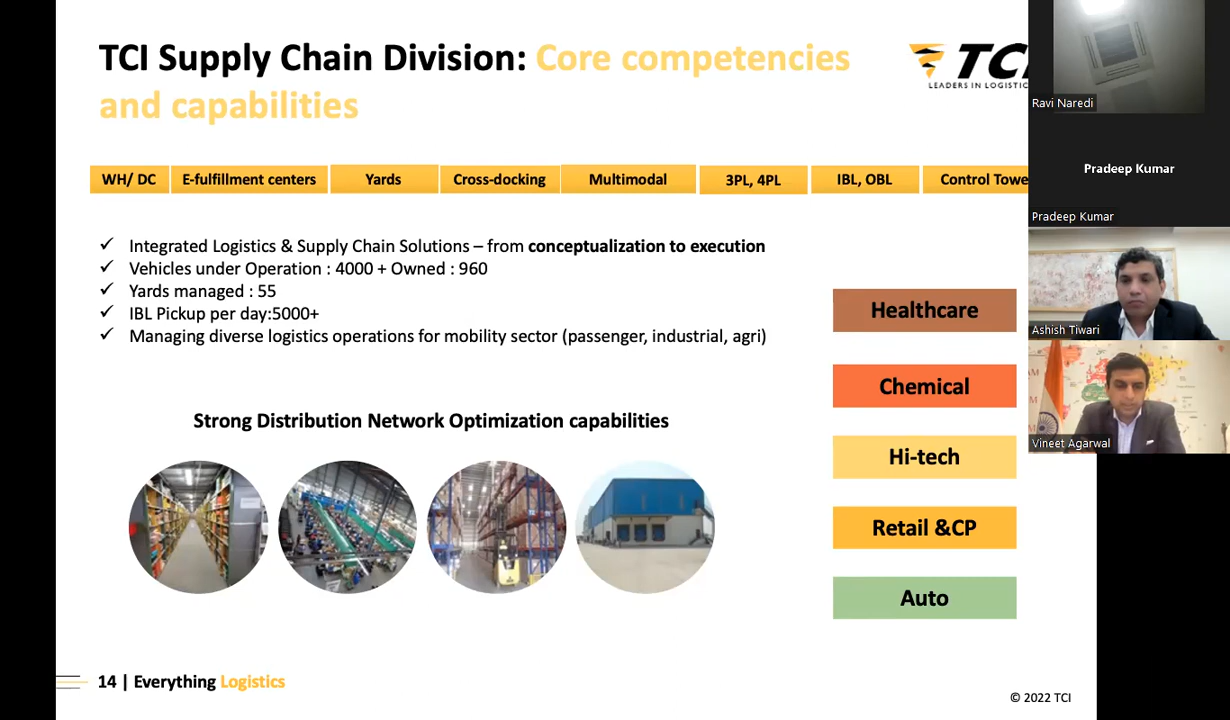 TCI Supply Chain Division: Core competencies
and capabilities
TCI
LEADERS IN LOGISTIC
WH/ DC
E-fulfillment centers
Yards
Cross-docking
Multimodal
3PL, 4PL
IBL, OBL
Control Towe
✓ Integrated Logistics & Supply Chain Solutions – from conceptualization to execution
✓ Vehicles under Operation : 4000 + Owned : 960
✓ Yards managed : 55
✓ IBL Pickup per day:5000+
✓ Managing diverse logistics operations for mobility sector (passenger, industrial, agri)
Strong Distribution Network Optimization capabilities
Healthcare
Chemical
Hi-tech
Retail &CP
Auto
14 | Everything Logistics
© 2022 TCI
Ravi Naredi
Pradeep Kumar
Pradeep Kumar
Ashish Tiwari
Vineet Agarwal